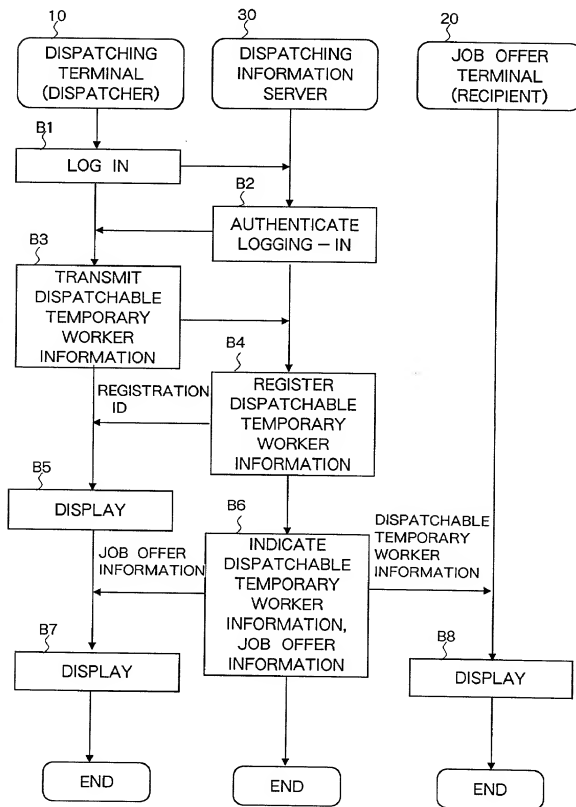 10
30
20
DISPATCHING
TERMINAL
(DISPATCHER)
DISPATCHING
INFORMATION
SERVER
JOB OFFER
TERMINAL
(RECIPIENT)
B1
LOG IN
B2
AUTHENTICATE
LOGGING-IN
B3
TRANSMIT
DISPATCHABLE
TEMPORARY
WORKER
INFORMATION
B4
REGISTER
DISPATCHABLE
TEMPORARY
WORKER
INFORMATION
REGISTRATION
ID
B5
DISPLAY
B6
INDICATE
DISPATCHABLE
TEMPORARY
WORKER
INFORMATION,
JOB OFFER
INFORMATION
JOB OFFER
INFORMATION
DISPATCHABLE
TEMPORARY
WORKER
INFORMATION
B7
DISPLAY
B8
DISPLAY
END
END
END